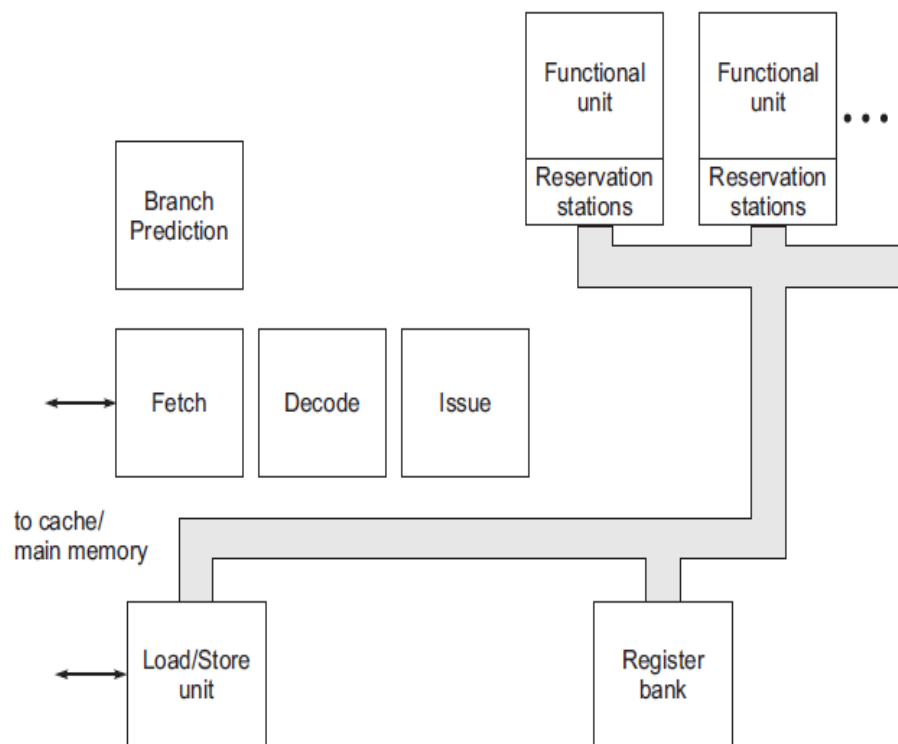 Functional
unit
Functional
unit
Reservation
stations
Reservation
stations
Branch
Prediction
Fetch
Decode
Issue
to cache/
main memory
Load/Store
unit
Register
bank